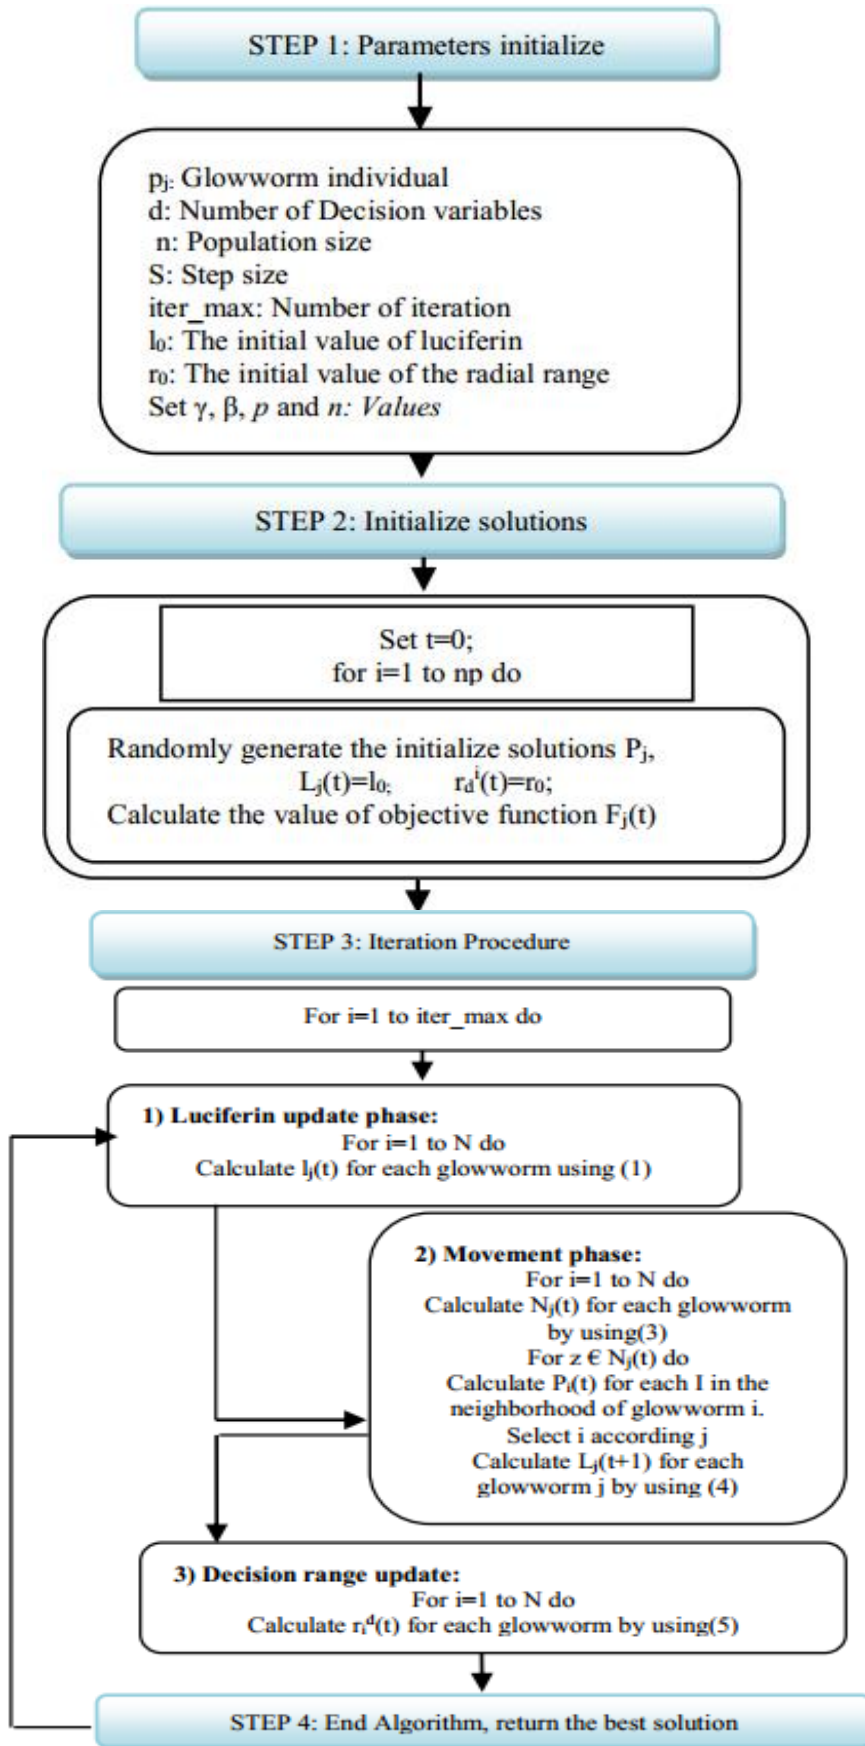 STEP 1: Parameters initialize
pj: Glowworm individual
d: Number of Decision variables
n: Population size
S: Step size
iter_max: Number of iteration
l₀: The initial value of luciferin
r₀: The initial value of the radial range
Set γ, β, p and n: Values
STEP 2: Initialize solutions
Set t=0;
for i=1 to np do
Randomly generate the initialize solutions Pj,
Lj(t)=l₀; rdⁱ(t)=r₀;
Calculate the value of objective function Fj(t)
STEP 3: Iteration Procedure
For i=1 to iter_max do
1) Luciferin update phase:
For i=1 to N do
Calculate lj(t) for each glowworm using (1)
2) Movement phase:
For i=1 to N do
Calculate Nj(t) for each glowworm
by using(3)
For z € Nj(t) do
Calculate Pi(t) for each I in the
neighborhood of glowworm i.
Select i according j
Calculate Lj(t+1) for each
glowworm j by using (4)
3) Decision range update:
For i=1 to N do
Calculate riᵈ(t) for each glowworm by using(5)
STEP 4: End Algorithm, return the best solution